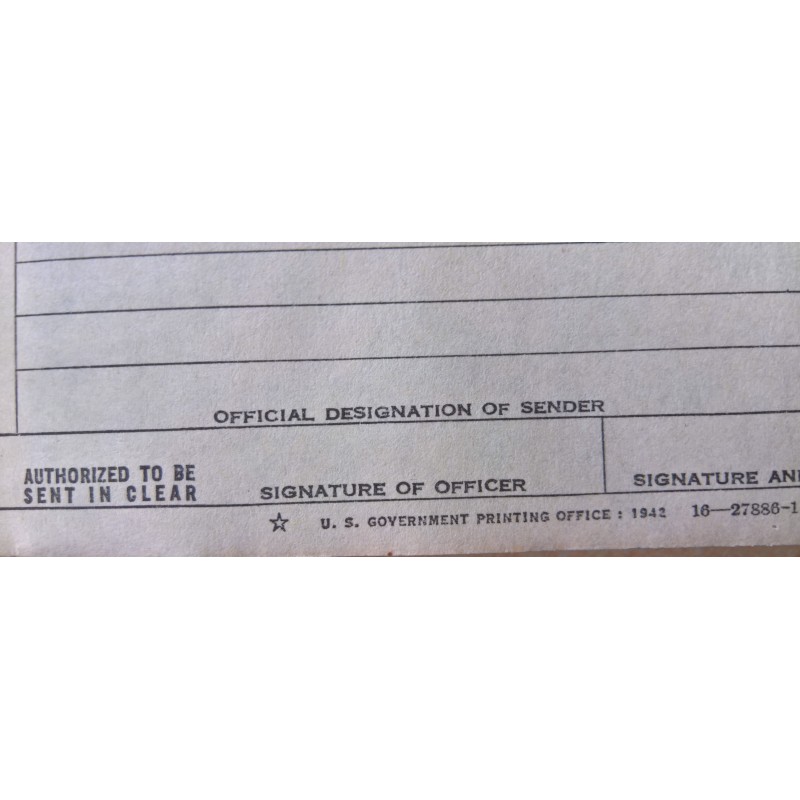 OFFICIAL DESIGNATION OF SENDER
AUTHORIZED TO BE
SENT IN CLEAR
SIGNATURE OF OFFICER
SIGNATURE AND
☆ U. S. GOVERNMENT PRINTING OFFICE : 1942 16—27886-1